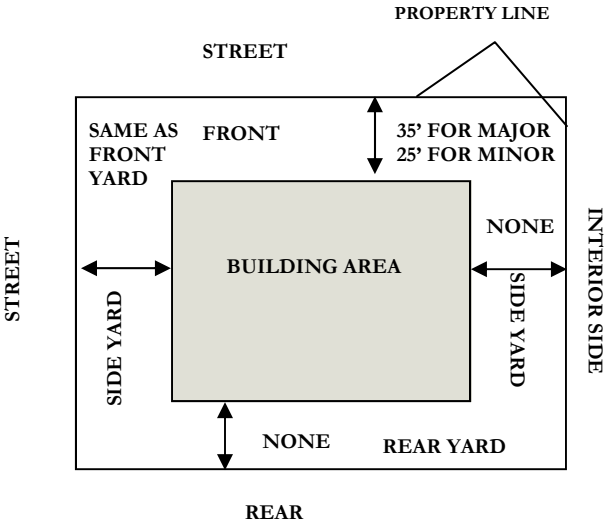 PROPERTY LINE
STREET
SAME AS
FRONT
YARD
FRONT
35' FOR MAJOR
25' FOR MINOR
NONE
BUILDING AREA
STREET
SIDE YARD
SIDE YARD
INTERIOR SIDE
NONE
REAR YARD
REAR